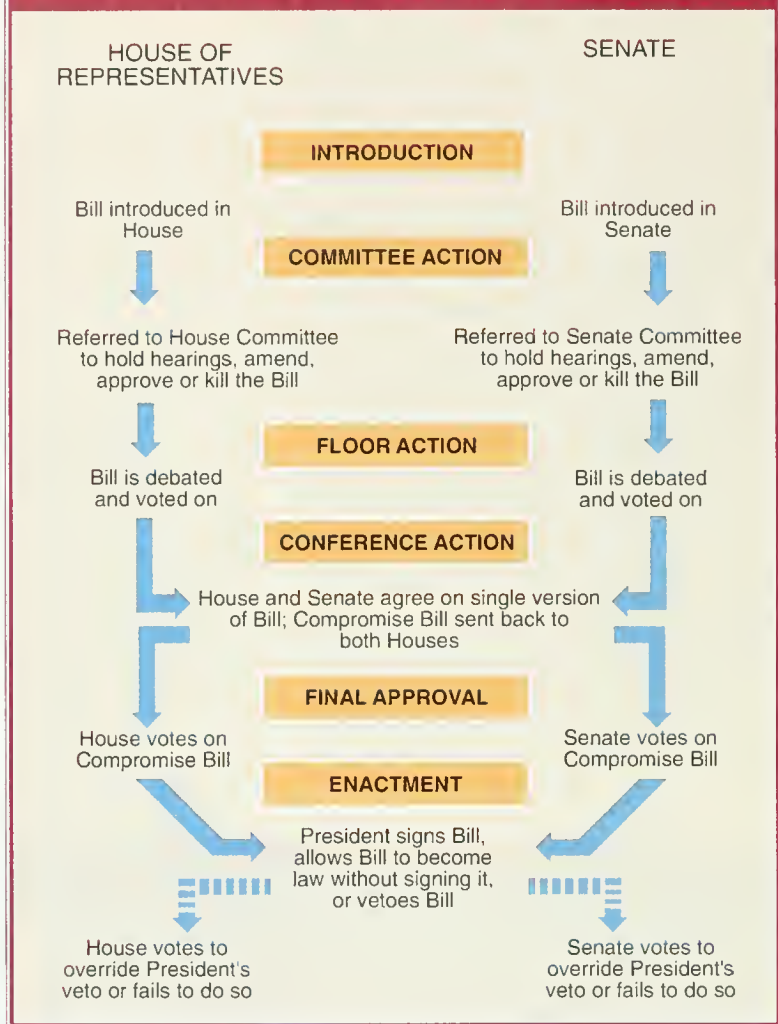 HOUSE OF
REPRESENTATIVES
SENATE
INTRODUCTION
Bill introduced in
House
Bill introduced in
Senate
COMMITTEE ACTION
Referred to House Committee
to hold hearings, amend,
approve or kill the Bill
Referred to Senate Committee
to hold hearings, amend,
approve or kill the Bill
FLOOR ACTION
Bill is debated
and voted on
Bill is debated
and voted on
CONFERENCE ACTION
House and Senate agree on single version
of Bill; Compromise Bill sent back to
both Houses
FINAL APPROVAL
House votes on
Compromise Bill
Senate votes on
Compromise Bill
ENACTMENT
President signs Bill,
allows Bill to become
law without signing it,
or vetoes Bill
House votes to
override President's
veto or fails to do so
Senate votes to
override President's
veto or fails to do so